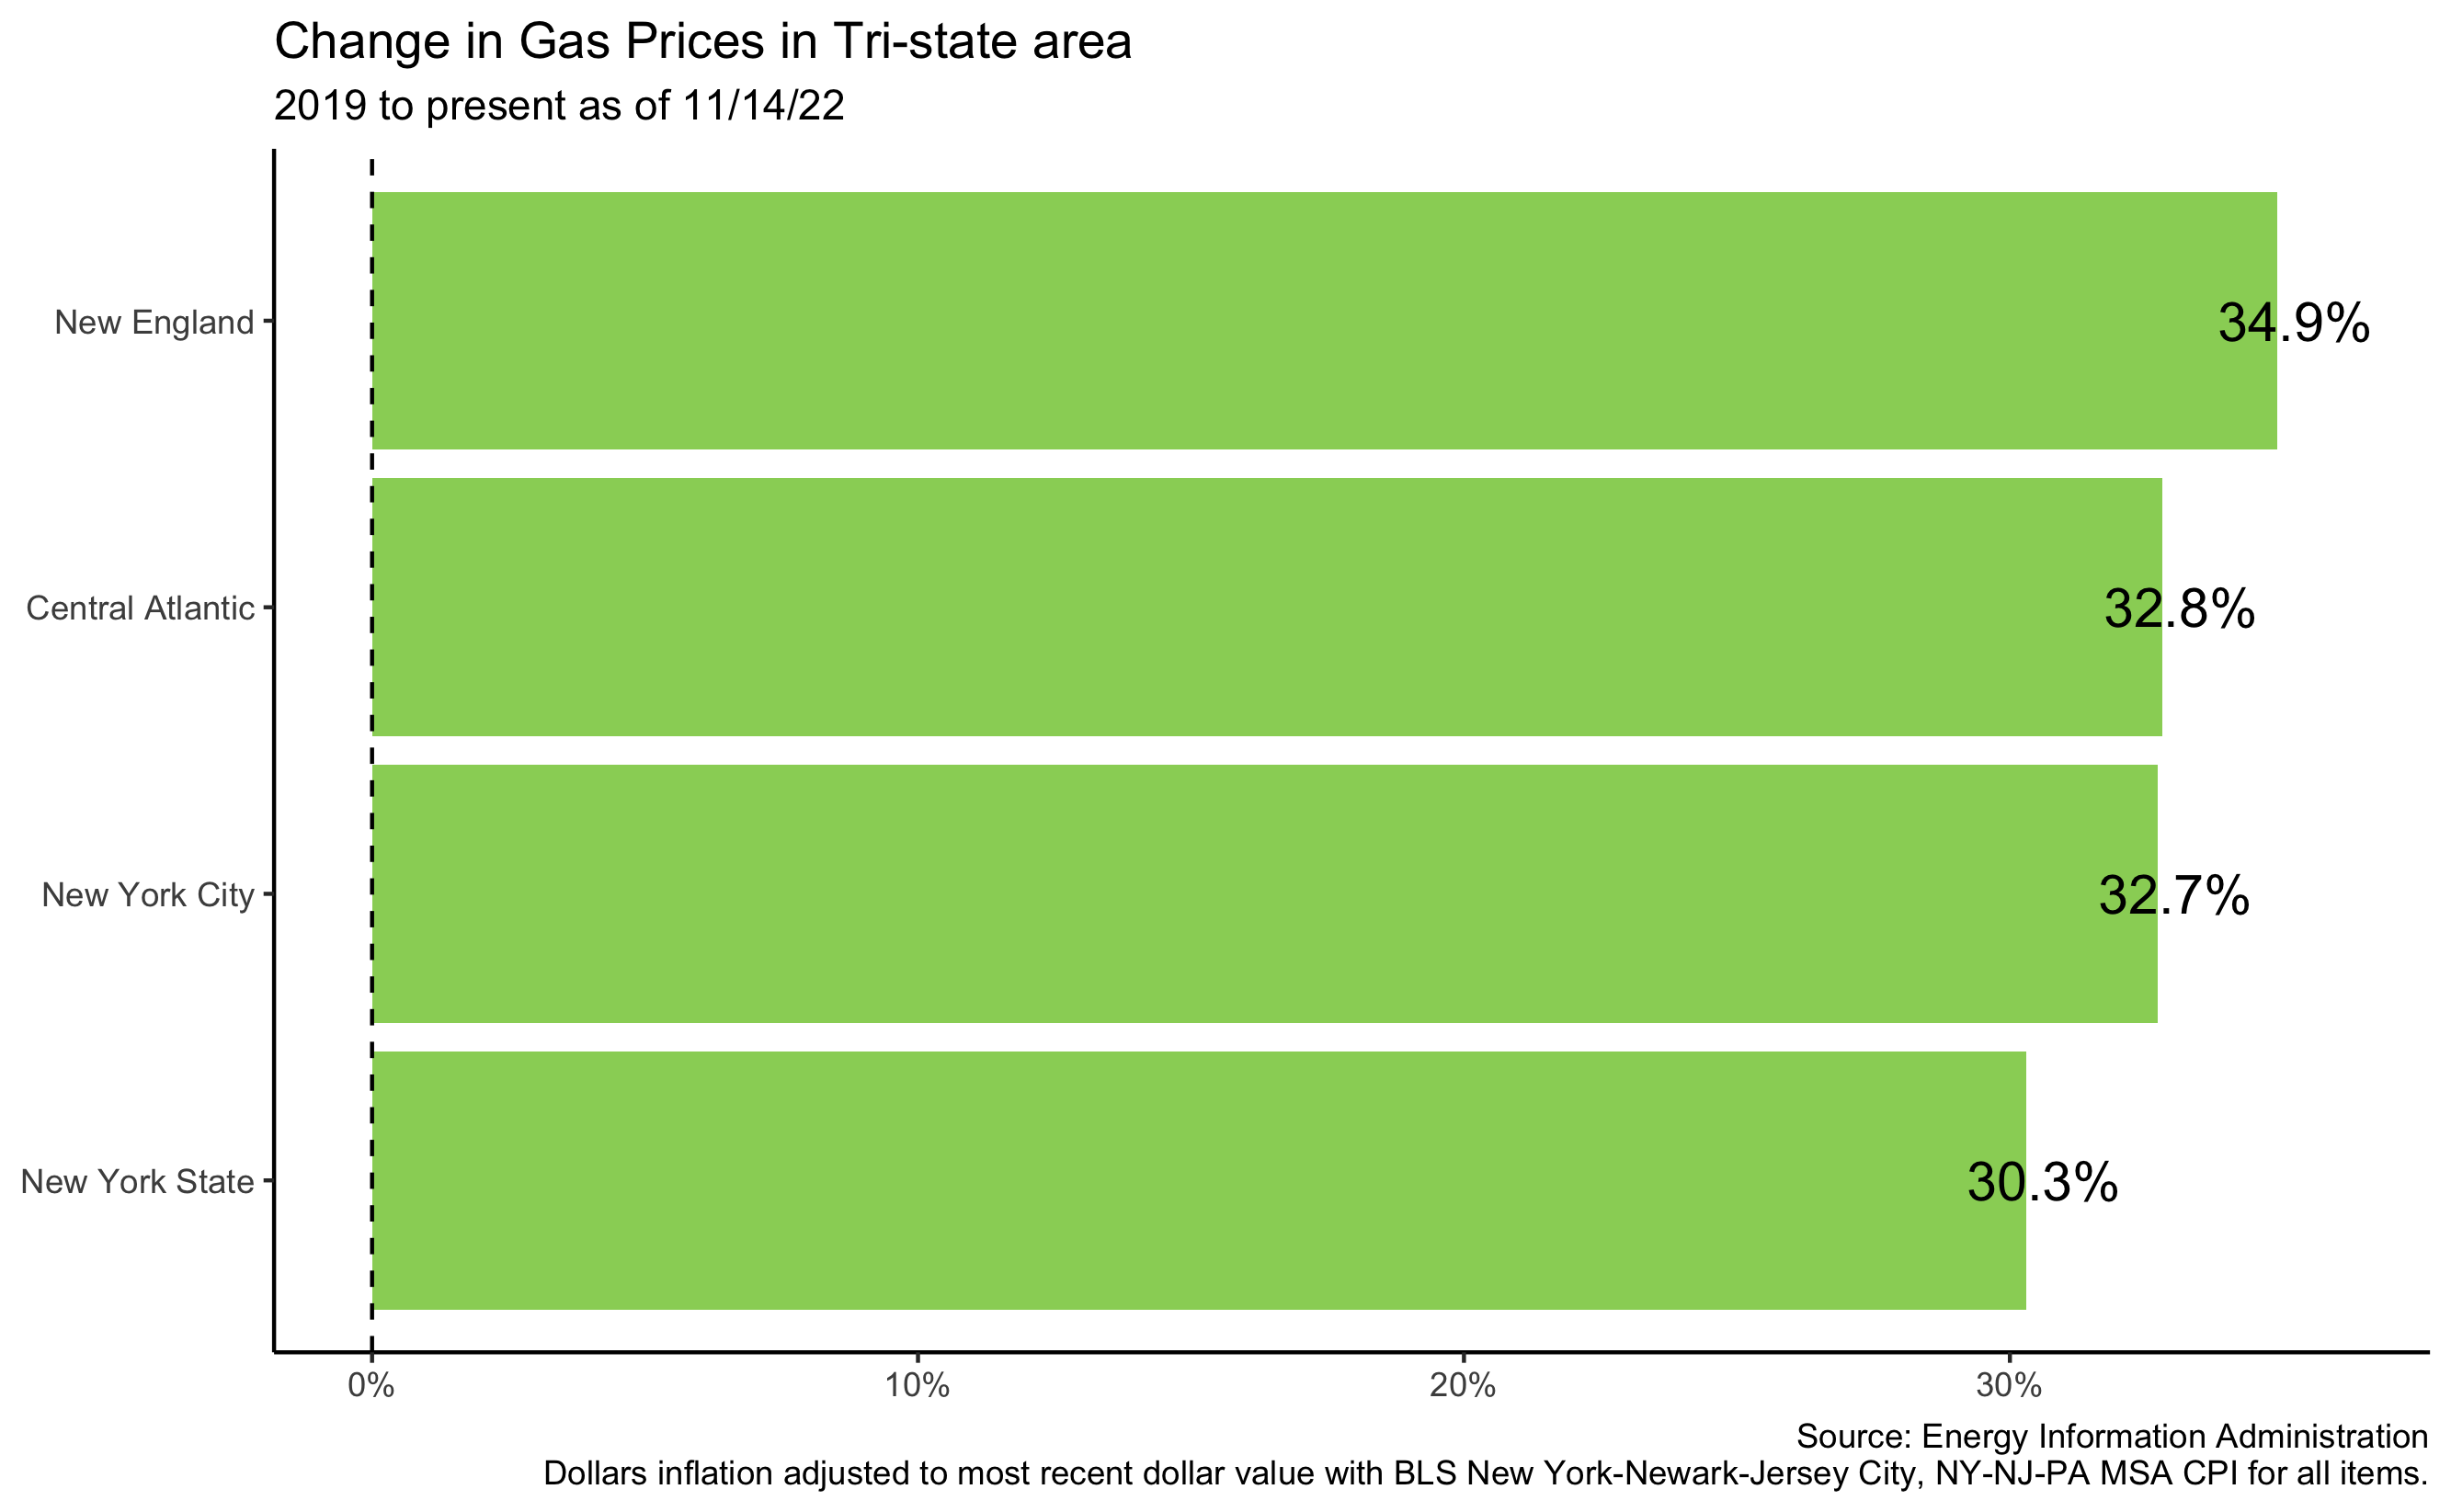 Change in Gas Prices in Tri-state area
2019 to present as of 11/14/22
New England
34.9%
Central Atlantic
32.8%
New York City
32.7%
New York State
30.3%
0%
10%
20%
30%
Source: Energy Information Administration
Dollars inflation adjusted to most recent dollar value with BLS New York-Newark-Jersey City, NY-NJ-PA MSA CPI for all items.